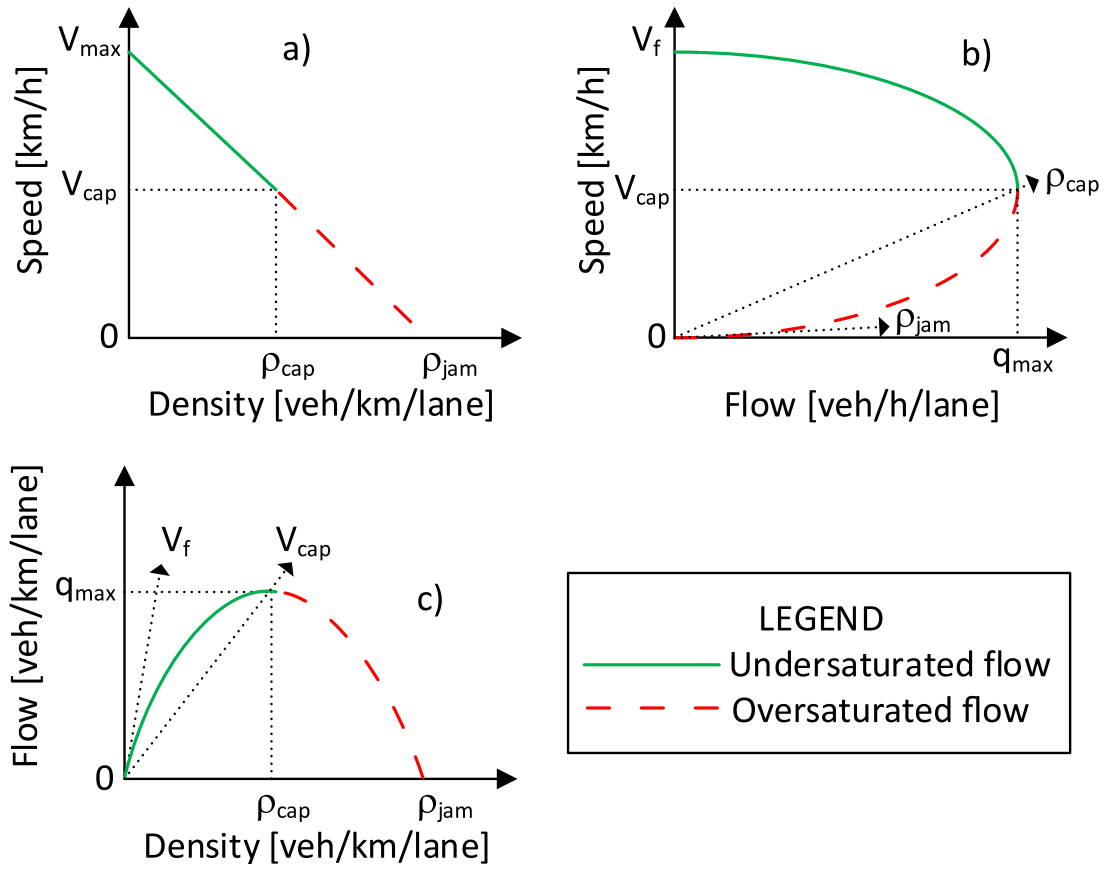 a)
Vmax
Speed [km/h]
Vcap
0
ρcap
ρjam
Density [veh/km/lane]
b)
Vf
Speed [km/h]
Vcap
ρcap
0
ρjam
qmax
Flow [veh/h/lane]
c)
Flow [veh/km/lane]
Vf
Vcap
qmax
0
ρcap
ρjam
Density [veh/km/lane]
LEGEND
Undersaturated flow
Oversaturated flow